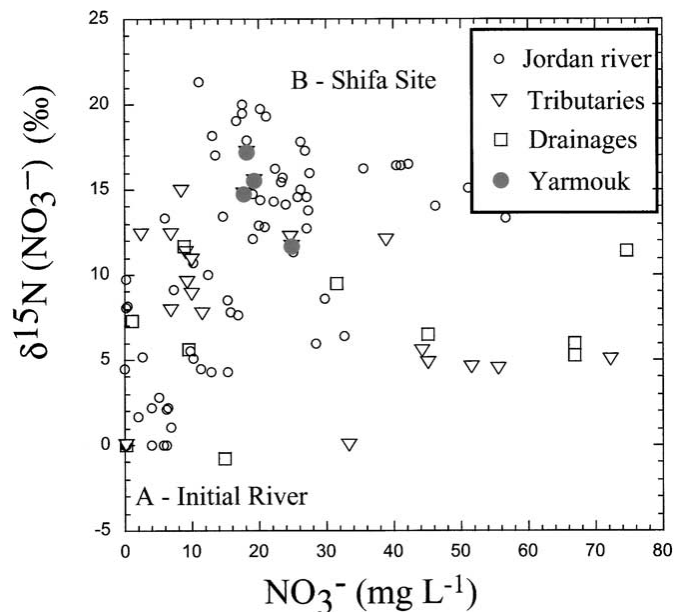 25
20
15
10
5
0
-5
δ¹⁵N (NO₃⁻) (‰)
B - Shifa Site
Jordan river
Tributaries
Drainages
Yarmouk
A - Initial River
0 10 20 30 40 50 60 70 80
NO₃⁻ (mg L⁻¹)